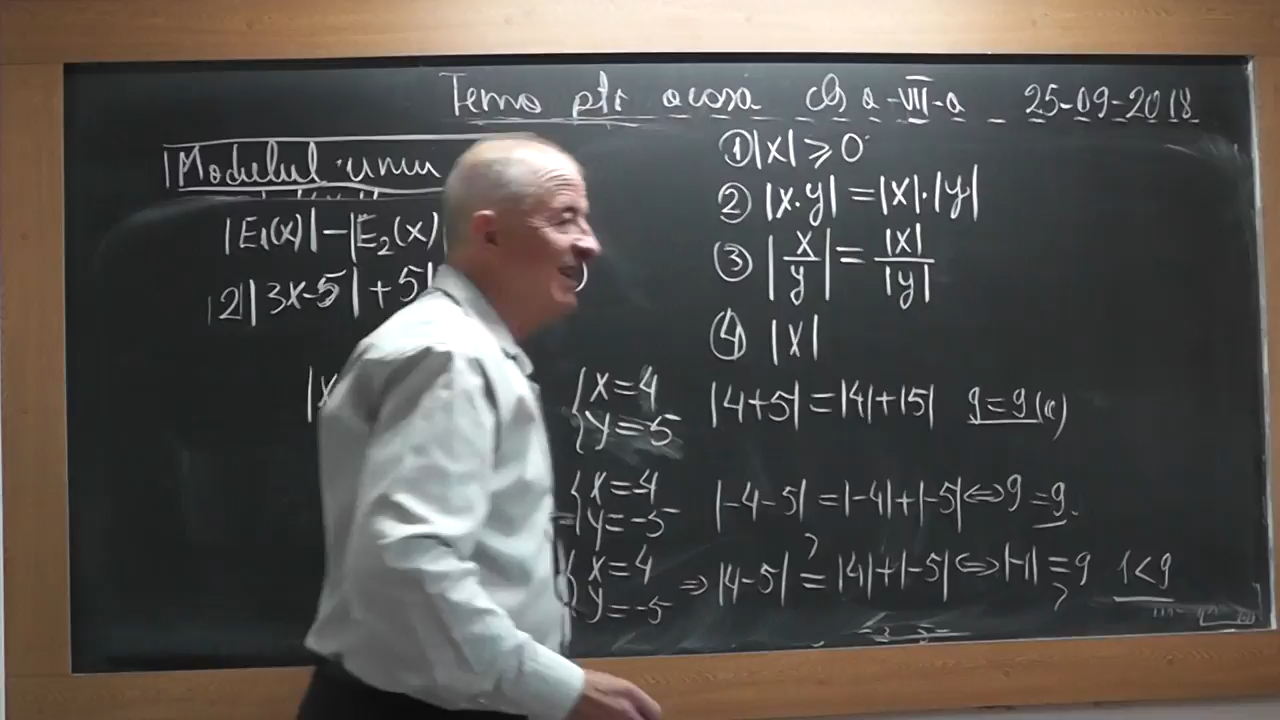 Tema ptr acasă cls a-VII-a 25-09-2018
Modulul unui
|E₁(x)|-|E₂(x)
|2||3x-5|+5|
|x
① |x|⩾0
② |x·y|=|x|·|y|
③ |x/y|=|x|/|y|
④ |x|
{x=4 y=5 |4+5|=|4|+|5| 9=9(a)
{x=-4 y=-5 |-4-5|=|-4|+|-5|⇔9=9.
{x=4 y=-5 ⇒|4-5| ?= |4|+|-5|⇔|-1| =? 9 1<9